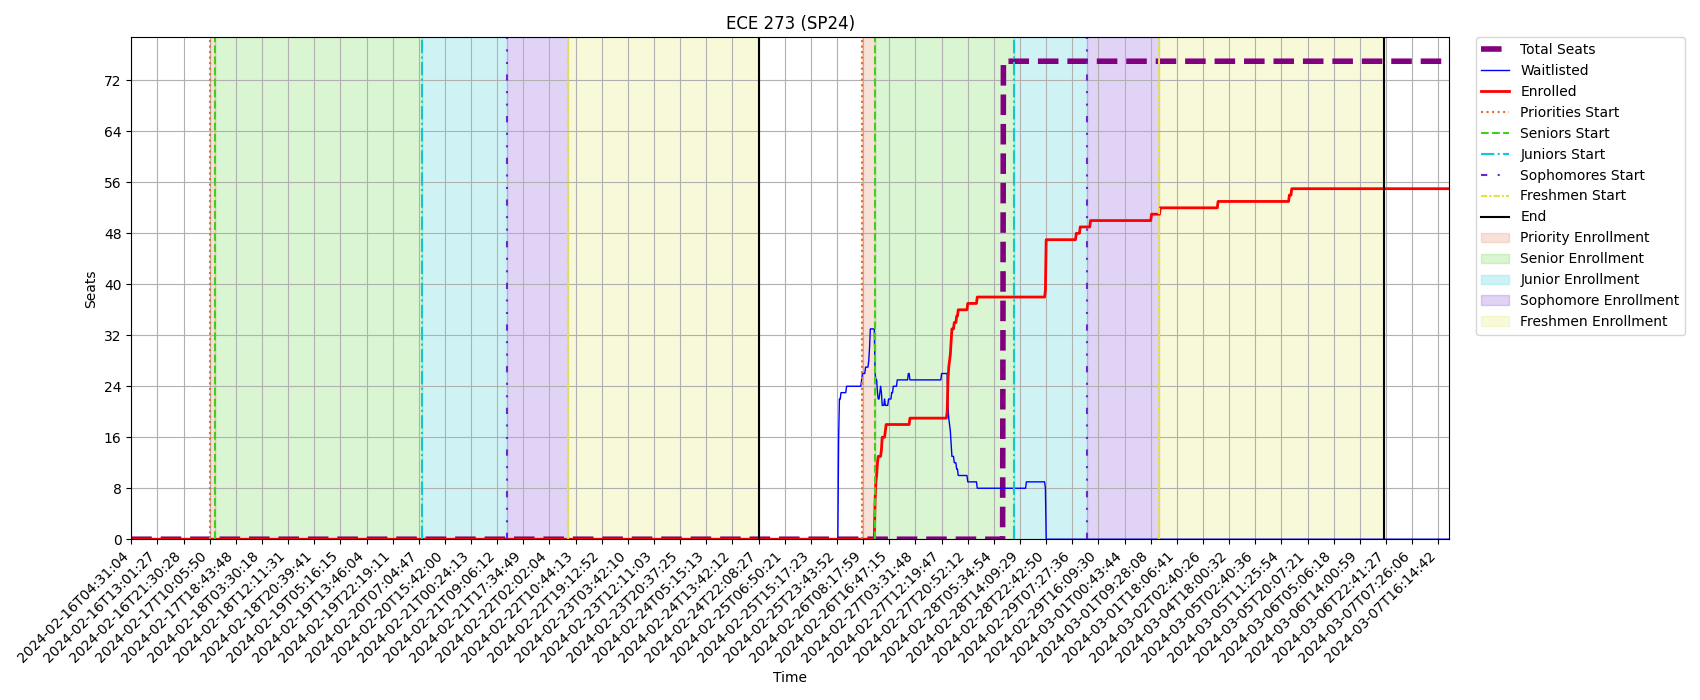 ECE 273 (SP24)
Seats
72
64
56
48
40
32
24
16
8
0
2024-02-16T04:31:04
2024-02-16T13:01:27
2024-02-16T21:30:28
2024-02-17T10:05:50
2024-02-17T18:43:48
2024-02-18T03:30:18
2024-02-18T12:11:31
2024-02-18T20:39:41
2024-02-19T05:16:15
2024-02-19T13:46:04
2024-02-19T22:19:11
2024-02-20T07:04:47
2024-02-20T15:42:00
2024-02-21T00:24:13
2024-02-21T09:06:12
2024-02-21T17:34:49
2024-02-22T02:02:04
2024-02-22T10:44:13
2024-02-22T19:12:52
2024-02-23T03:42:10
2024-02-23T12:11:03
2024-02-23T20:37:25
2024-02-24T05:15:13
2024-02-24T13:42:12
2024-02-24T22:08:27
2024-02-25T06:50:21
2024-02-25T15:17:23
2024-02-25T23:43:52
2024-02-26T08:17:59
2024-02-26T16:47:15
2024-02-27T03:31:48
2024-02-27T12:19:47
2024-02-27T20:52:12
2024-02-28T05:34:54
2024-02-28T14:09:29
2024-02-28T22:42:50
2024-02-29T07:27:36
2024-02-29T16:09:30
2024-03-01T00:43:44
2024-03-01T09:28:08
2024-03-01T18:06:41
2024-03-02T02:40:26
2024-03-04T18:00:32
2024-03-05T02:40:36
2024-03-05T11:25:54
2024-03-05T20:07:21
2024-03-06T05:06:18
2024-03-06T14:00:59
2024-03-06T22:41:27
2024-03-07T07:26:06
2024-03-07T16:14:42
Time
Total Seats
Waitlisted
Enrolled
Priorities Start
Seniors Start
Juniors Start
Sophomores Start
Freshmen Start
End
Priority Enrollment
Senior Enrollment
Junior Enrollment
Sophomore Enrollment
Freshmen Enrollment